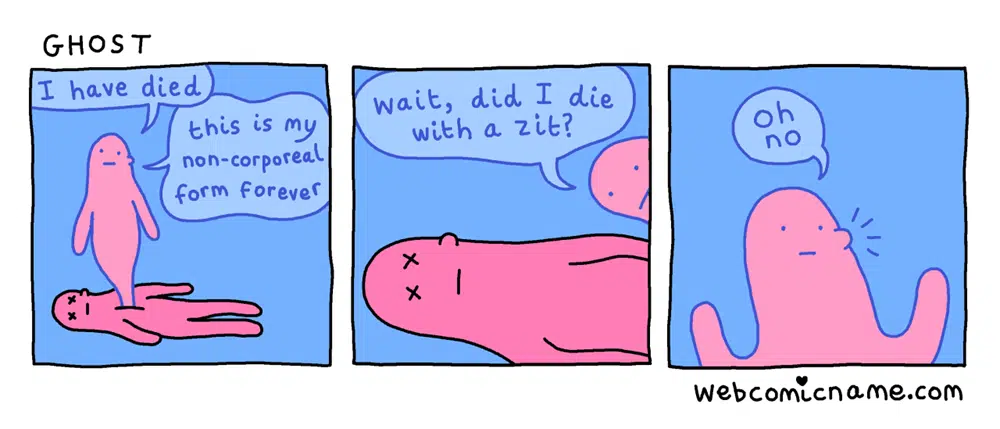 GHOST
I have died
this is my
non-corporeal
form forever
wait, did I die
with a zit?
oh
no
webcomicname.com